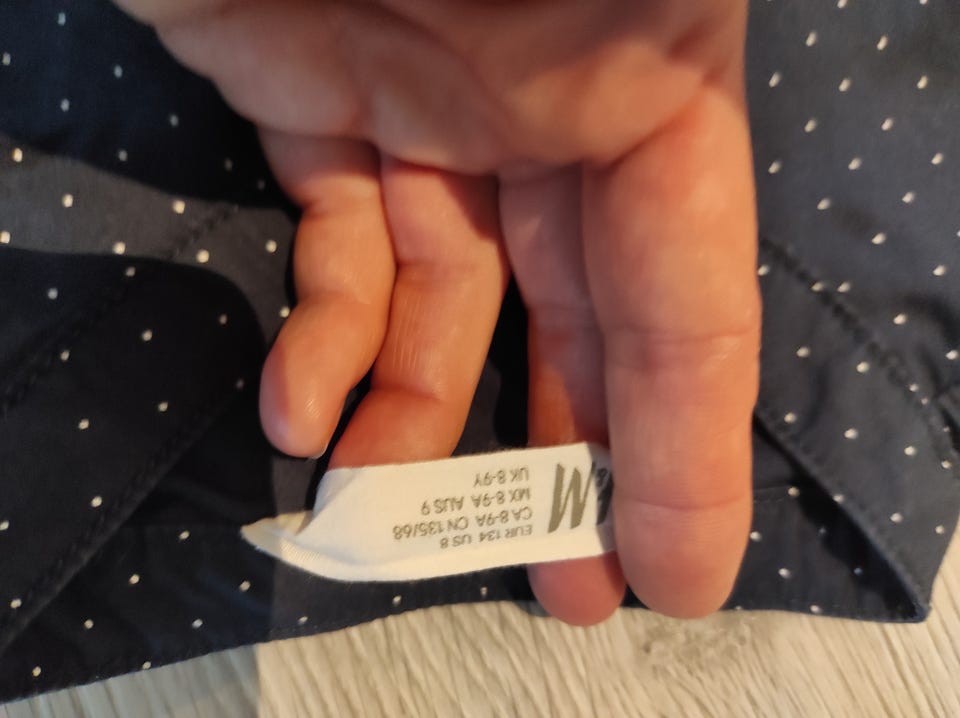 H&M
EUR 134 US 8
CA 8-9A CN 135/68
MX 8-9A AUS 9
UK 8-9Y